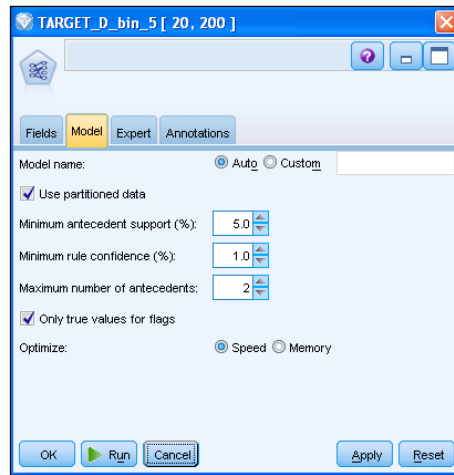 TARGET_D_bin_5 [ 20, 200 ]
Fields Model Expert Annotations
Model name: Auto Custom
Use partitioned data
Minimum antecedent support (%): 5.0
Minimum rule confidence (%): 1.0
Maximum number of antecedents: 2
Only true values for flags
Optimize: Speed Memory
OK Run Cancel Apply Reset